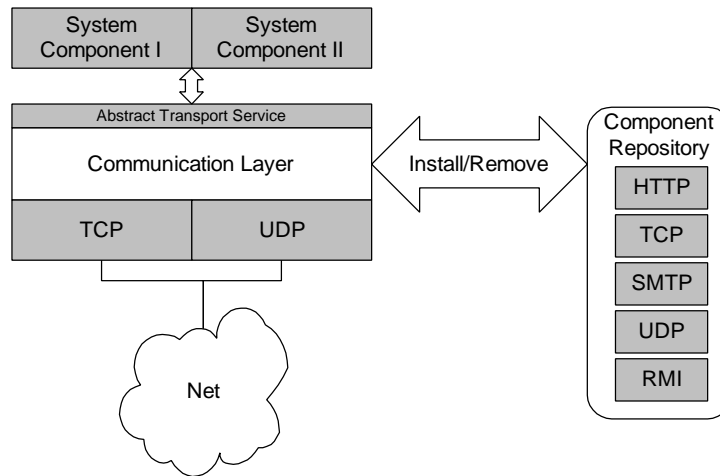 System
Component I
System
Component II
Abstract Transport Service
Communication Layer
TCP
UDP
Net
Install/Remove
Component
Repository
HTTP
TCP
SMTP
UDP
RMI